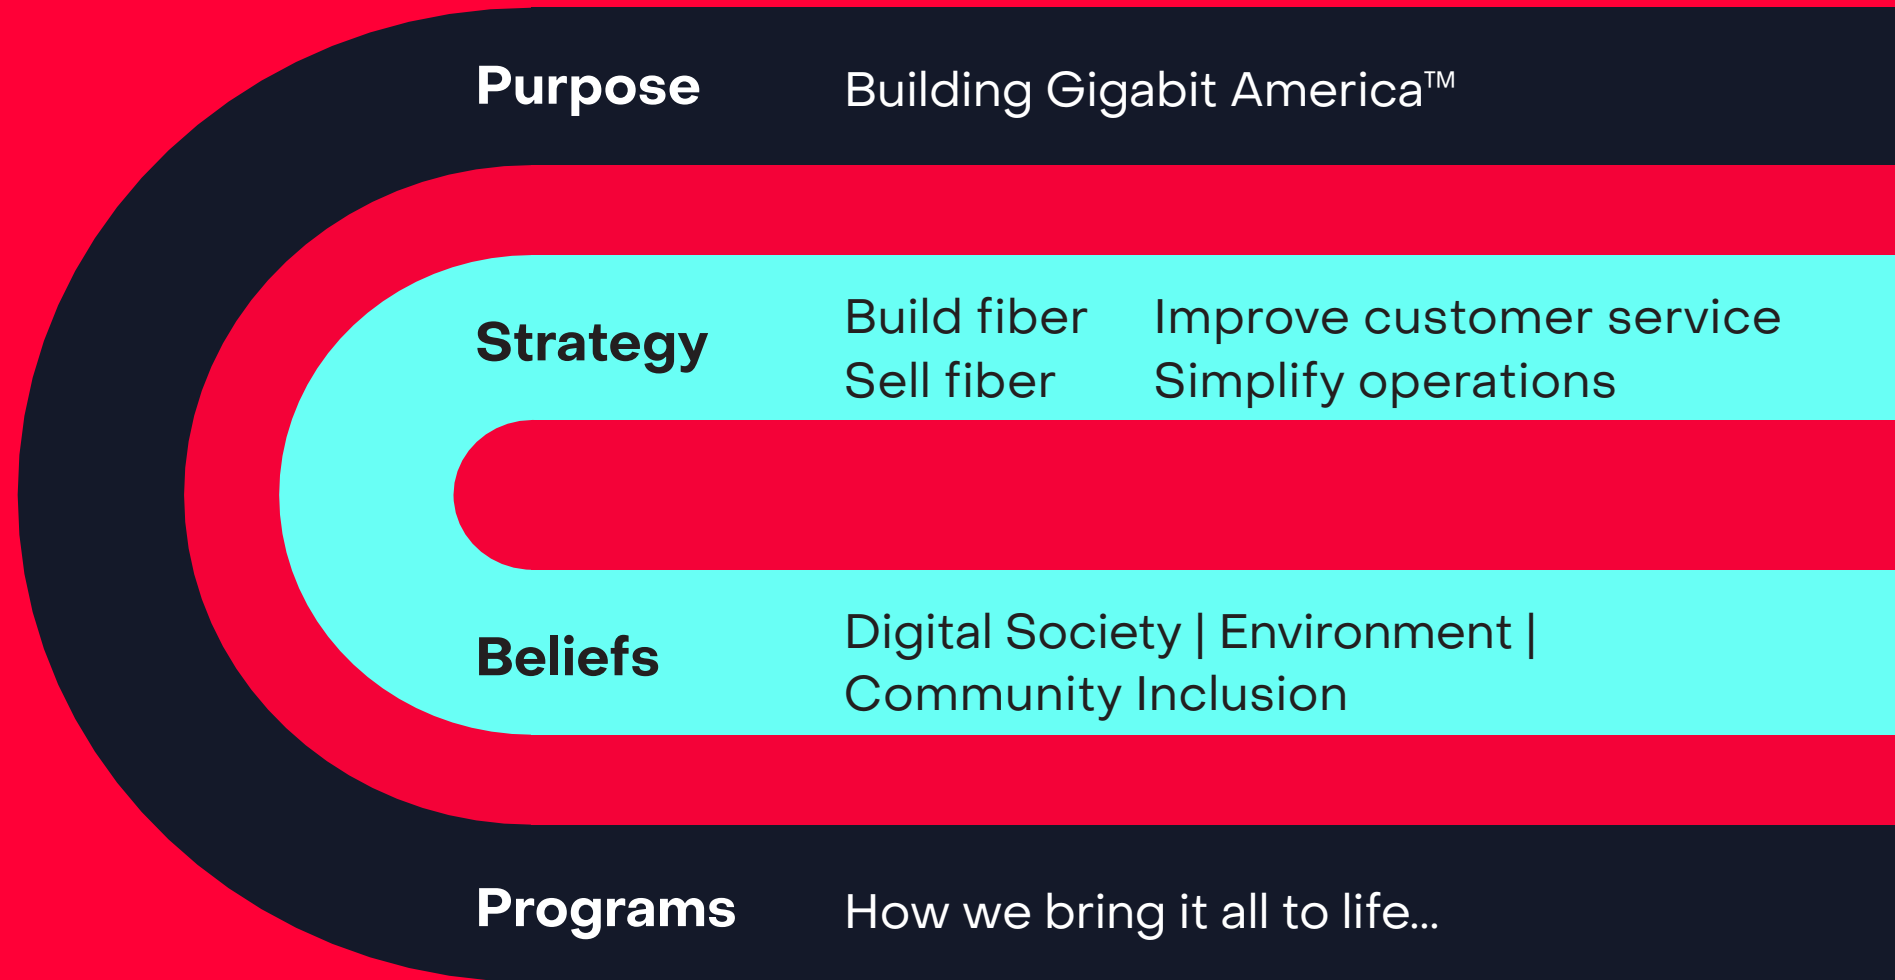 Purpose Building Gigabit America™
Strategy
Build fiber Improve customer service
Sell fiber Simplify operations
Beliefs
Digital Society | Environment |
Community Inclusion
Programs How we bring it all to life...